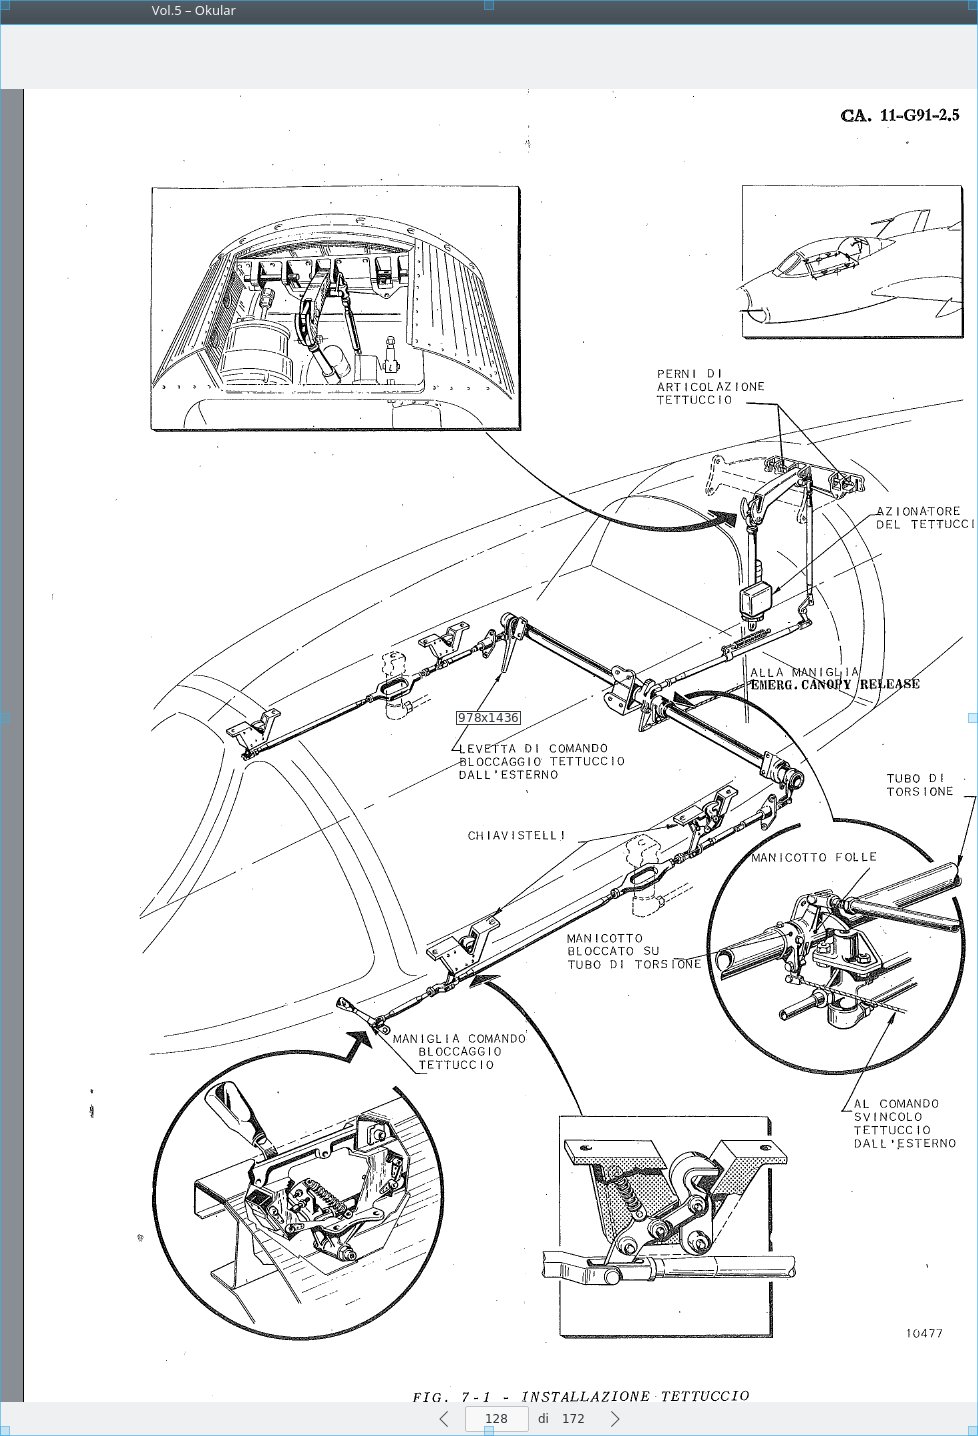 Vol.5 – Okular
CA. 11-G91-2.5
PERNI DI
ARTICOLAZIONE
TETTUCCIO
AZIONATORE
DEL TETTUCCI
ALLA MANIGLIA
EMERG. CANOPY RELEASE
978x1436
LEVETTA DI COMANDO
BLOCCAGGIO TETTUCCIO
DALL'ESTERNO
TUBO DI
TORSIONE
CHIAVISTELLI
MANICOTTO FOLLE
MANICOTTO
BLOCCATO SU
TUBO DI TORSIONE
MANIGLIA COMANDO
BLOCCAGGIO
TETTUCCIO
AL COMANDO
SVINCOLO
TETTUCCIO
DALL'ESTERNO
10477
FIG. 7-1 - INSTALLAZIONE TETTUCCIO
128 di 172